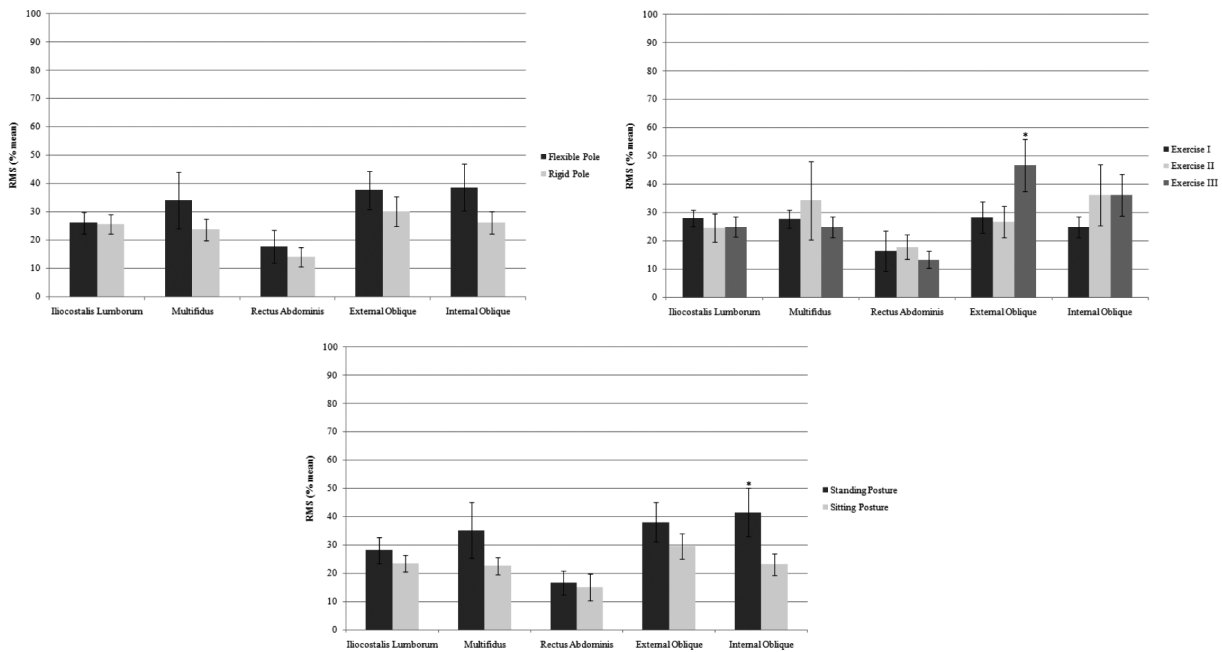 100
90
80
70
60
50
40
30
20
10
0
RMS (% mean)
Iliocostalis Lumborum Multifidus Rectus Abdominis External Oblique Internal Oblique
Flexible Pole
Rigid Pole
100
90
80
70
60
50
40
30
20
10
0
RMS (% mean)
*
Iliocostalis Lumborum Multifidus Rectus Abdominis External Oblique Internal Oblique
Exercise I
Exercise II
Exercise III
100
90
80
70
60
50
40
30
20
10
0
RMS (% mean)
*
Iliocostalis Lumborum Multifidus Rectus Abdominis External Oblique Internal Oblique
Standing Posture
Sitting Posture